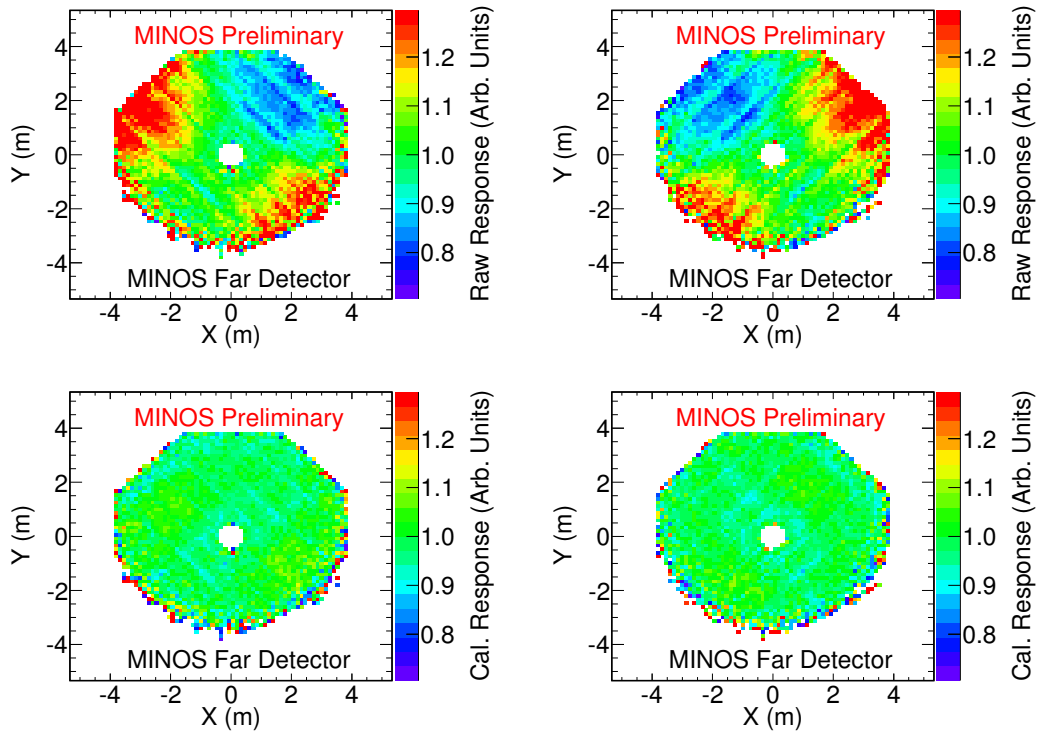 MINOS Preliminary
MINOS Far Detector
Y (m)
X (m)
4
2
0
-2
-4
-4 -2 0 2 4
1.2
1.1
1.0
0.9
0.8
Raw Response (Arb. Units)
MINOS Preliminary
MINOS Far Detector
Y (m)
X (m)
4
2
0
-2
-4
-4 -2 0 2 4
1.2
1.1
1.0
0.9
0.8
Raw Response (Arb. Units)
MINOS Preliminary
MINOS Far Detector
Y (m)
X (m)
4
2
0
-2
-4
-4 -2 0 2 4
1.2
1.1
1.0
0.9
0.8
Cal. Response (Arb. Units)
MINOS Preliminary
MINOS Far Detector
Y (m)
X (m)
4
2
0
-2
-4
-4 -2 0 2 4
1.2
1.1
1.0
0.9
0.8
Cal. Response (Arb. Units)